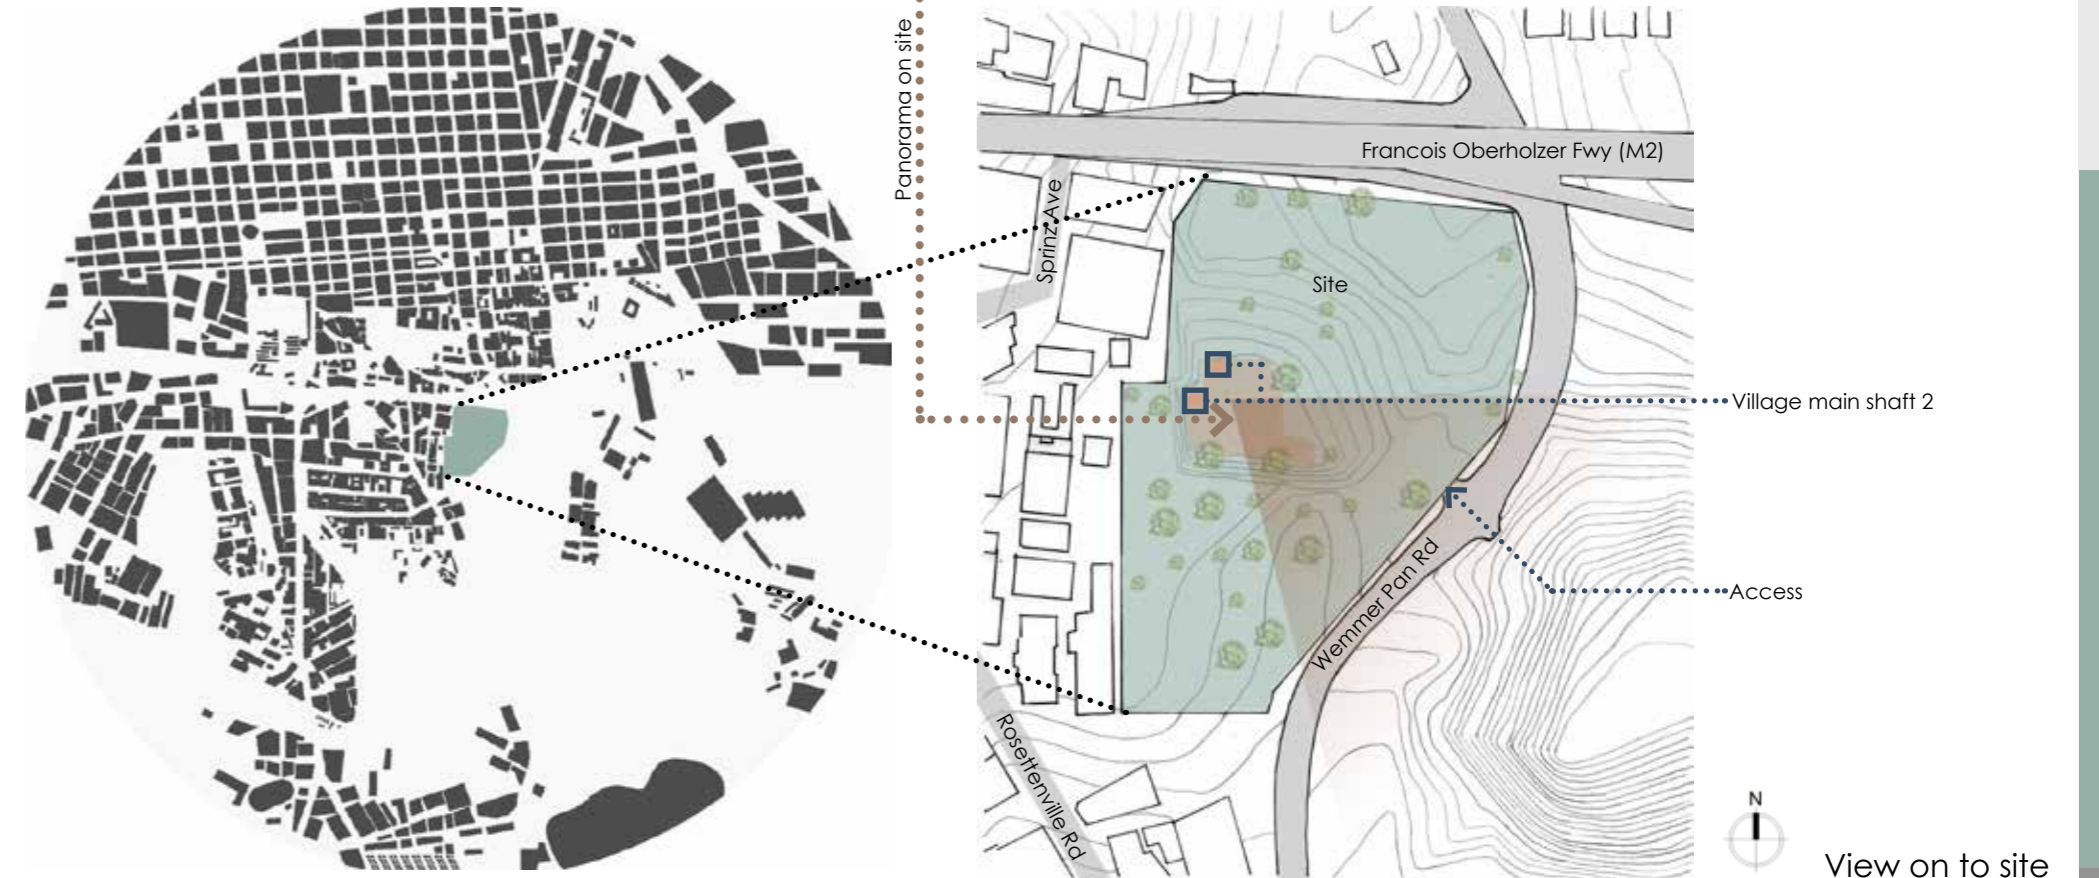 Panorama on site
Francois Oberholzer Fwy (M2)
Sprinz Ave
Site
Village main shaft 2
Access
Wemmer Pan Rd
Rosettenville Rd
N
View on to site